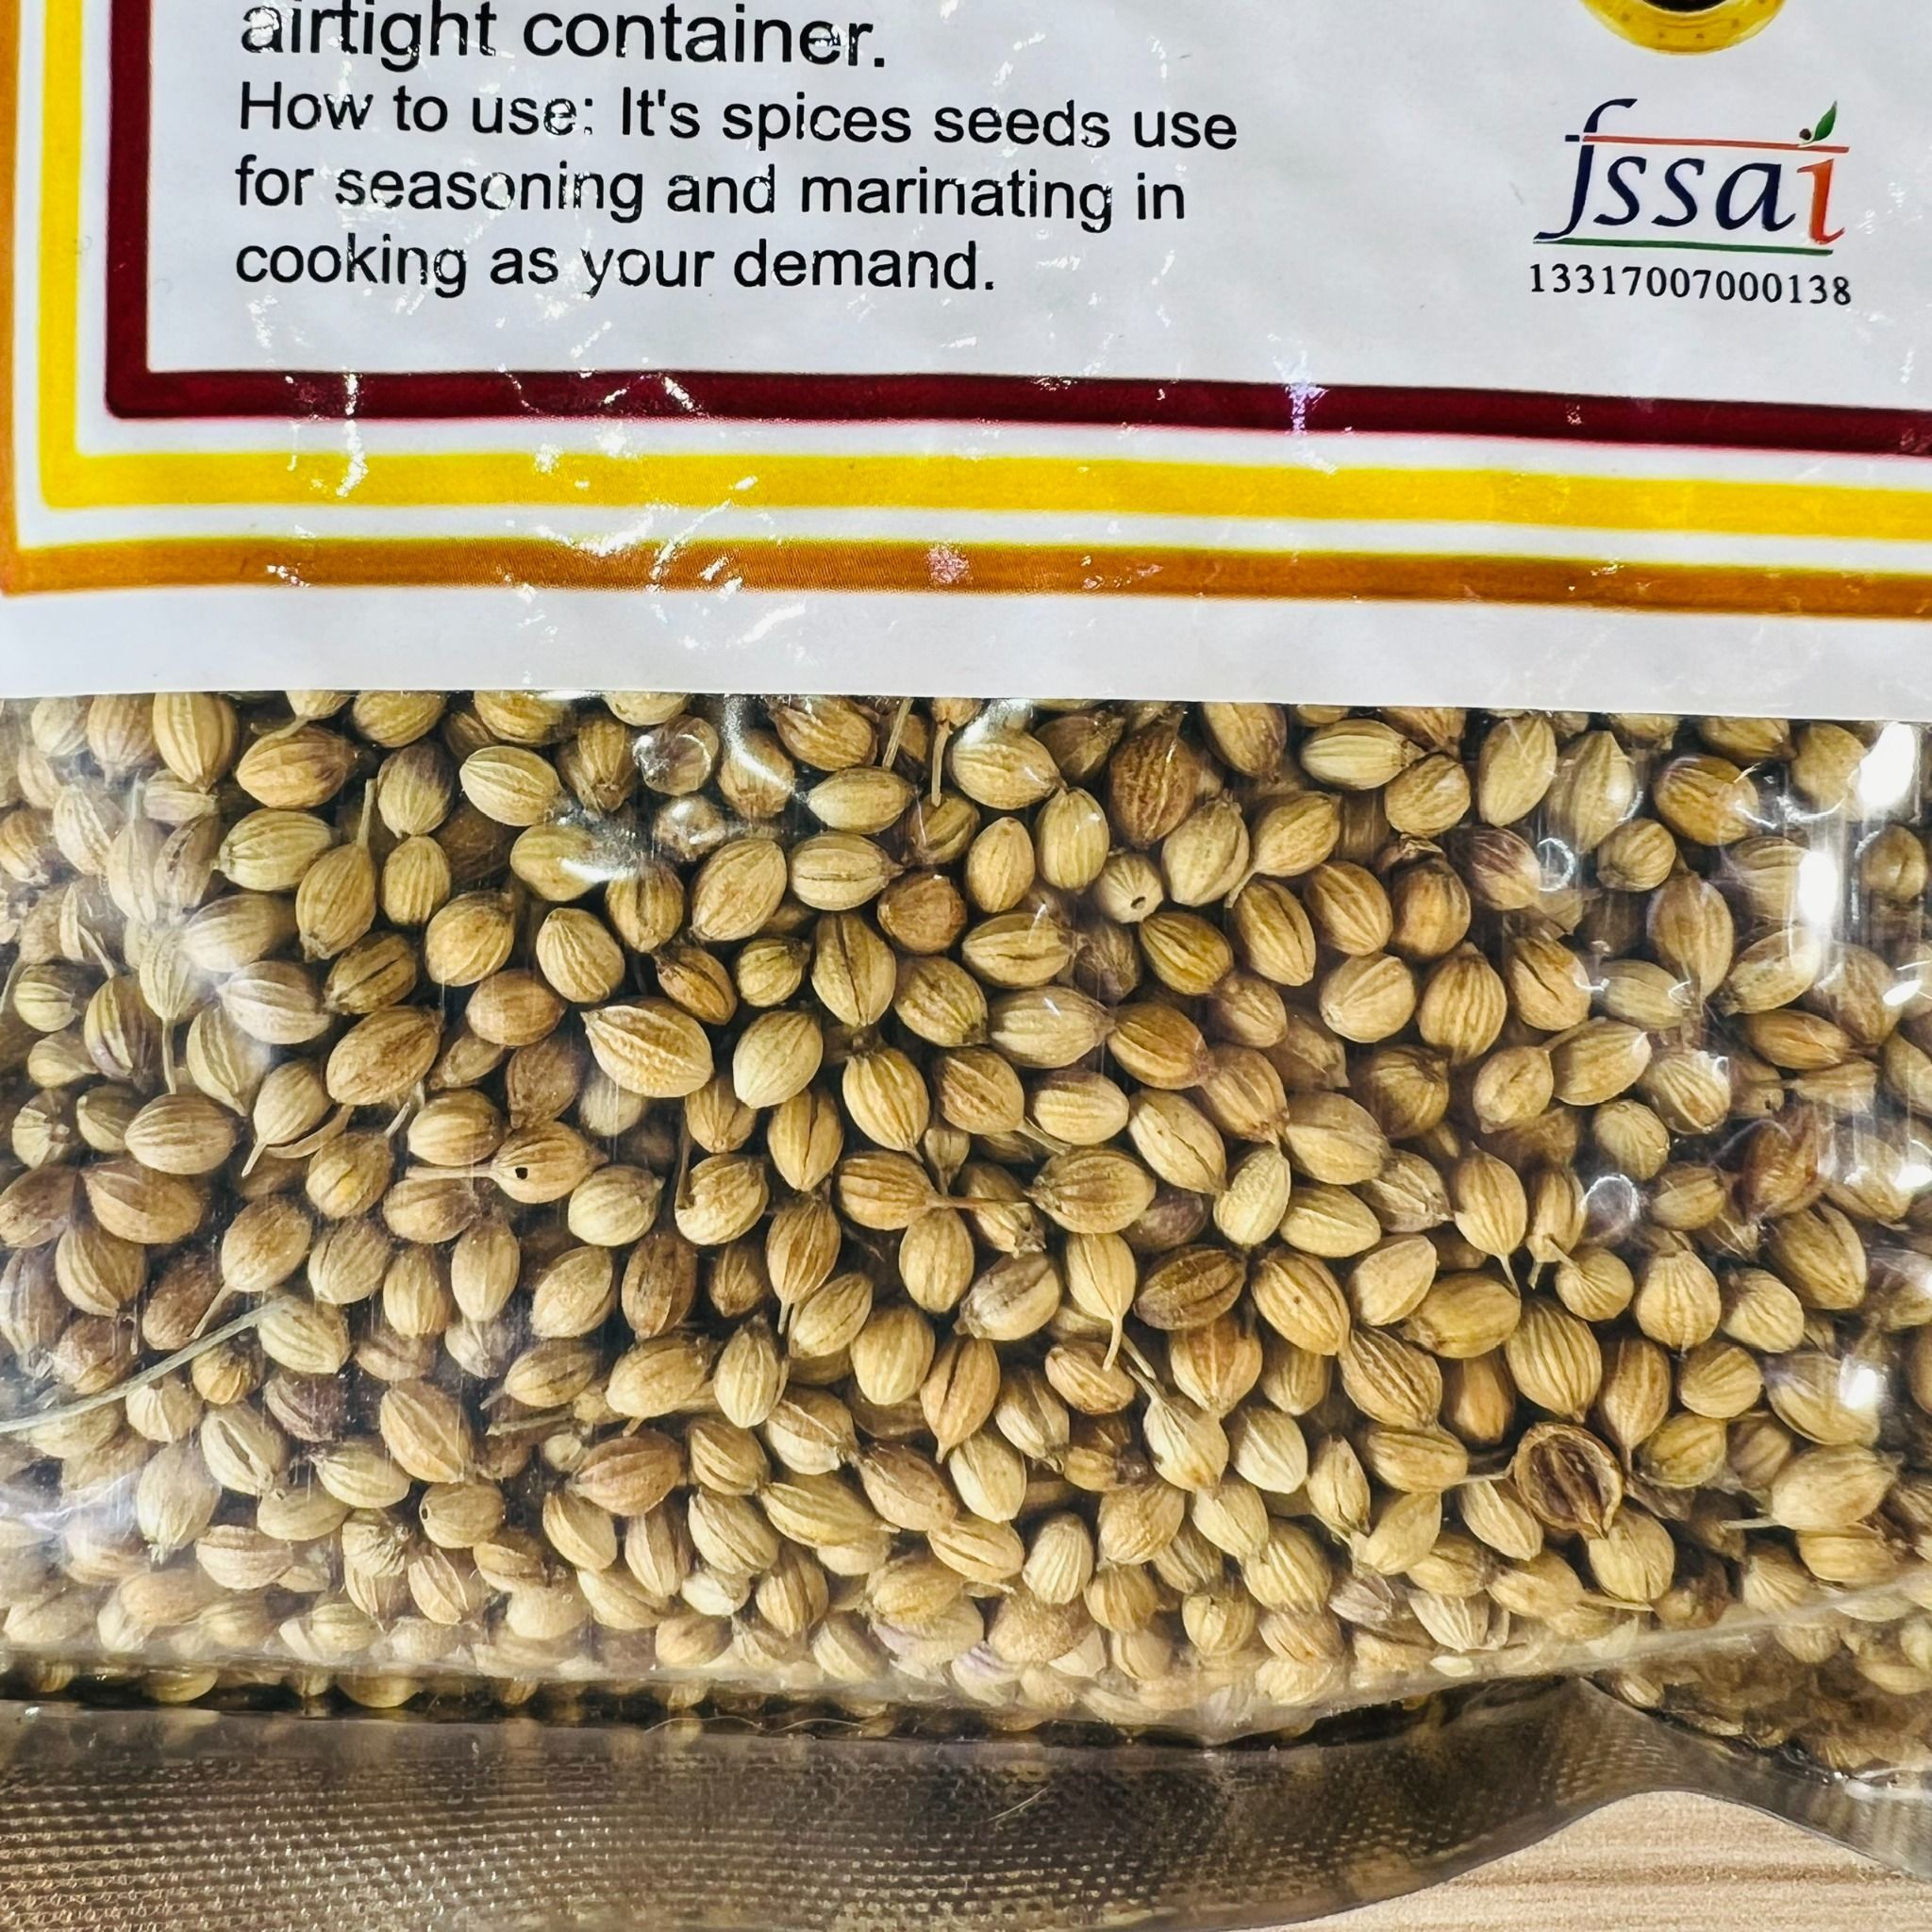 airtight container.
How to use: It's spices seeds use
for seasoning and marinating in
cooking as your demand.
fssai
13317007000138